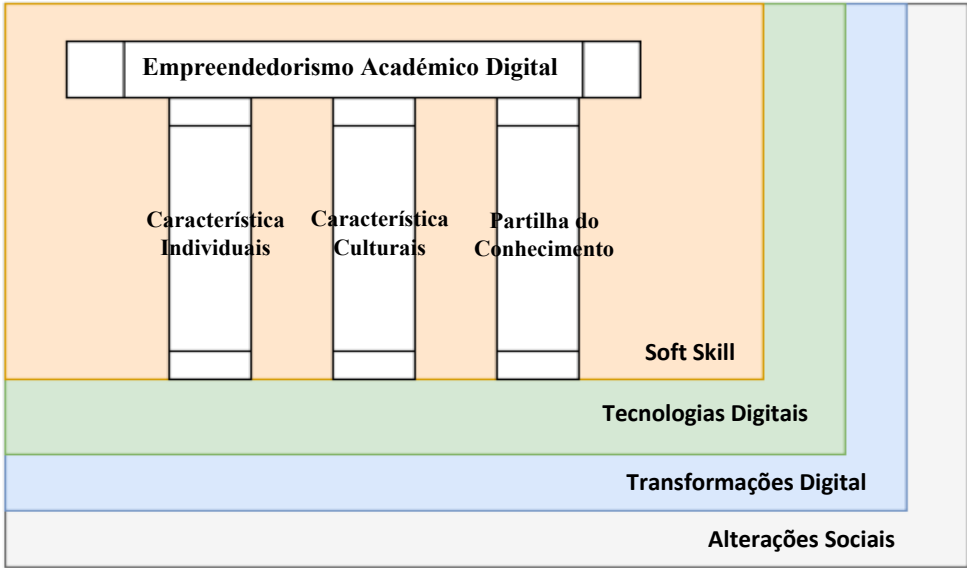 Empreendedorismo Académico Digital
Característica
Individuais
Característica
Culturais
Partilha do
Conhecimento
Soft Skill
Tecnologias Digitais
Transformações Digital
Alterações Sociais